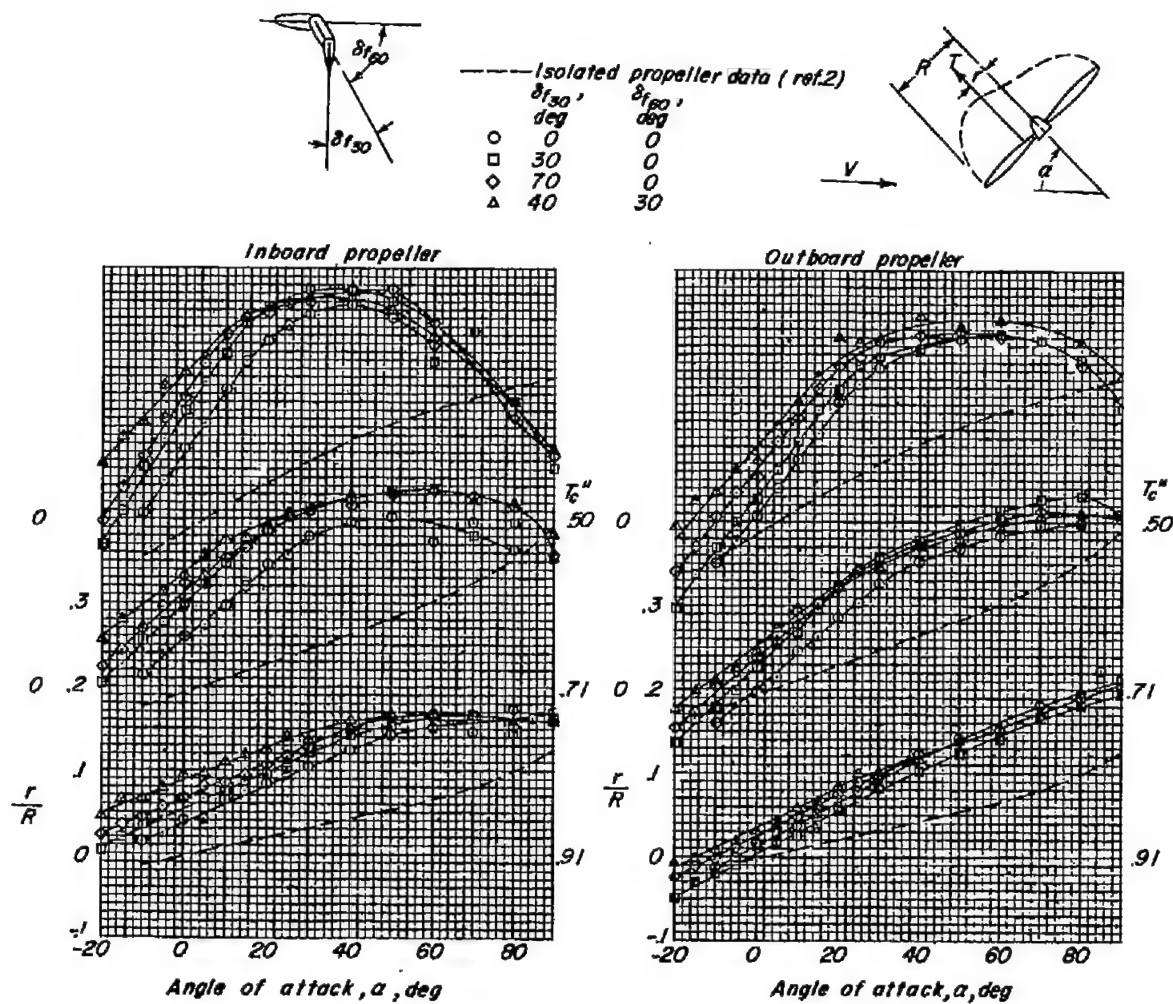 δf60
δf30
Isolated propeller data (ref.2)
δf30, δf60,
deg deg
○ 0 0
□ 30 0
◇ 70 0
△ 40 30
R
T
r
α
V
Inboard propeller
Outboard propeller
0
.3
0 .2
.1
r/R
0
-.1
-20 0 20 40 60 80
Angle of attack, α, deg
Tc"
.50
.71
.91
0
.3
0 .2
.1
r/R
0
-.1
-20 0 20 40 60 80
Angle of attack, α, deg
Tc"
.50
.71
.91